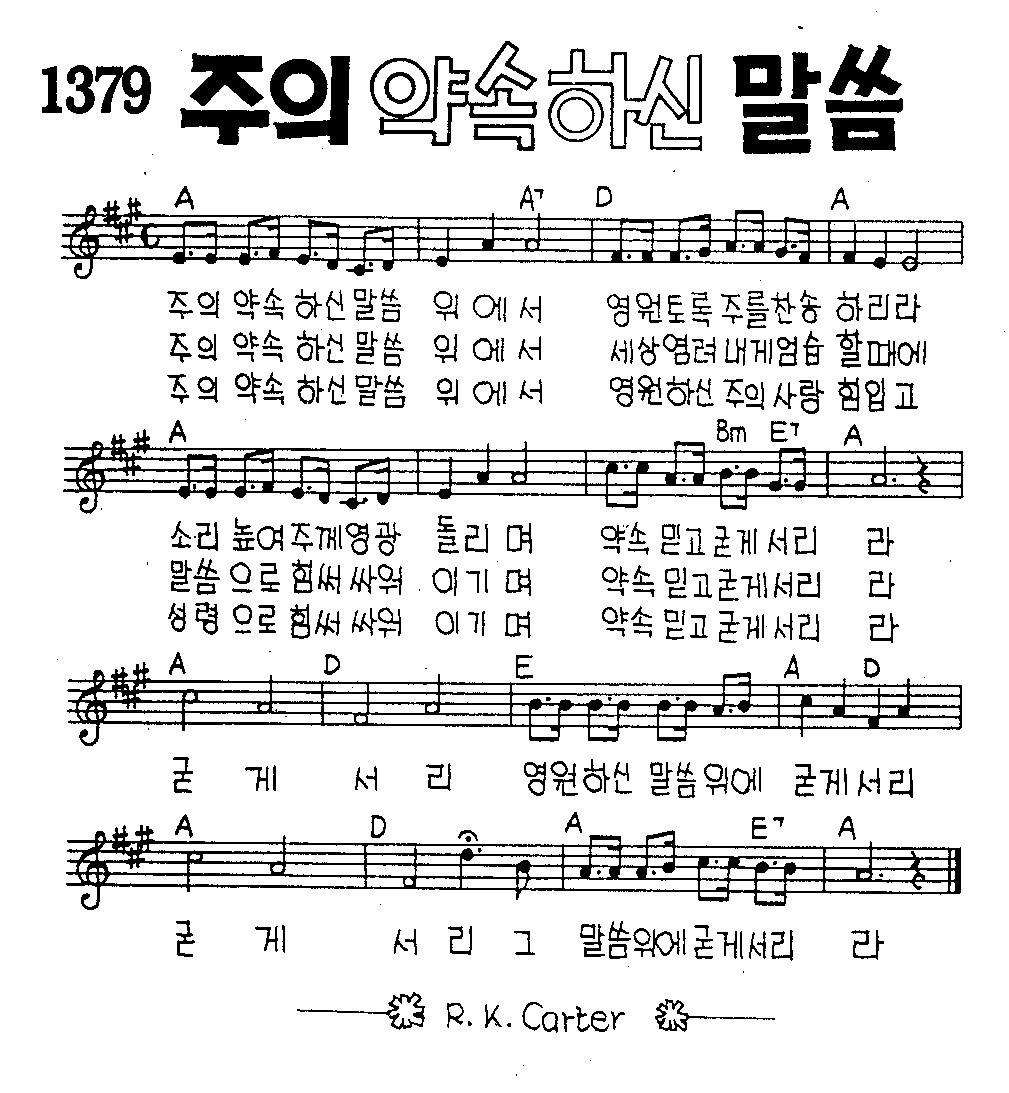 1379 주의 약속하신 말씀
A A7 D A
주의 약속 하신 말씀 위 에 서 영원토록 주를찬송 하리라
주의 약속 하신 말씀 위 에 서 세상염려 내게엄습 할때에
주의 약속 하신 말씀 위 에 서 영원하신 주의사랑 힘입고
A Bm E7 A
소리 높여주께영광 돌리며 약속 믿고굳게서리 라
말씀 으로힘써 싸워 이기며 약속 믿고굳게서리 라
성령 으로힘써 싸워 이기며 약속 믿고굳게서리 라
A D E A D
굳 게 서 리 영원하신 말씀위에 굳게서리
A D A E7 A
굳 게 서 리 그 말씀위에굳게서리 라
R. K. Carter